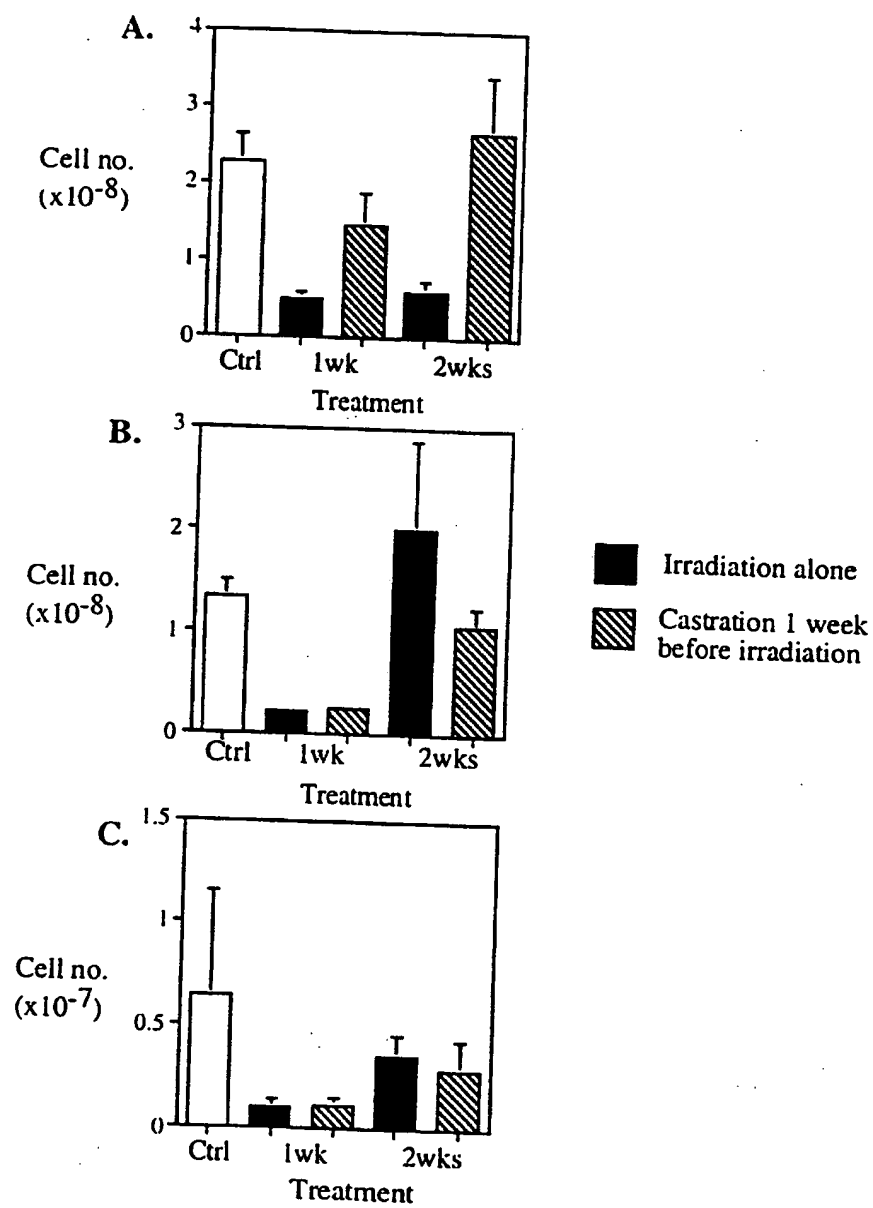 A.
4
3
2
1
0
Cell no.
(x10-8)
Ctrl 1wk 2wks
Treatment
B.
3
2
1
0
Cell no.
(x10-8)
Ctrl 1wk 2wks
Treatment
Irradiation alone
Castration 1 week
before irradiation
C.
1.5
1
0.5
0
Cell no.
(x10-7)
Ctrl 1wk 2wks
Treatment